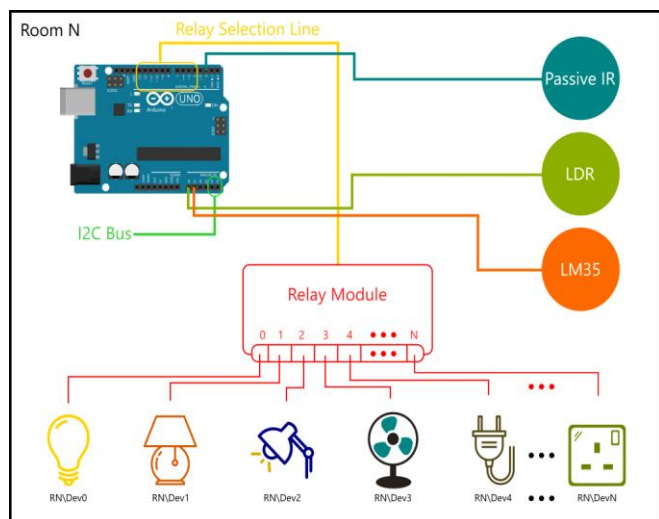 Room N
Relay Selection Line
Passive IR
UNO
Arduino
LDR
I2C Bus
LM35
Relay Module
0 1 2 3 4 ••• N
•••
RN\Dev0 RN\Dev1 RN\Dev2 RN\Dev3 RN\Dev4 ••• RN\DevN